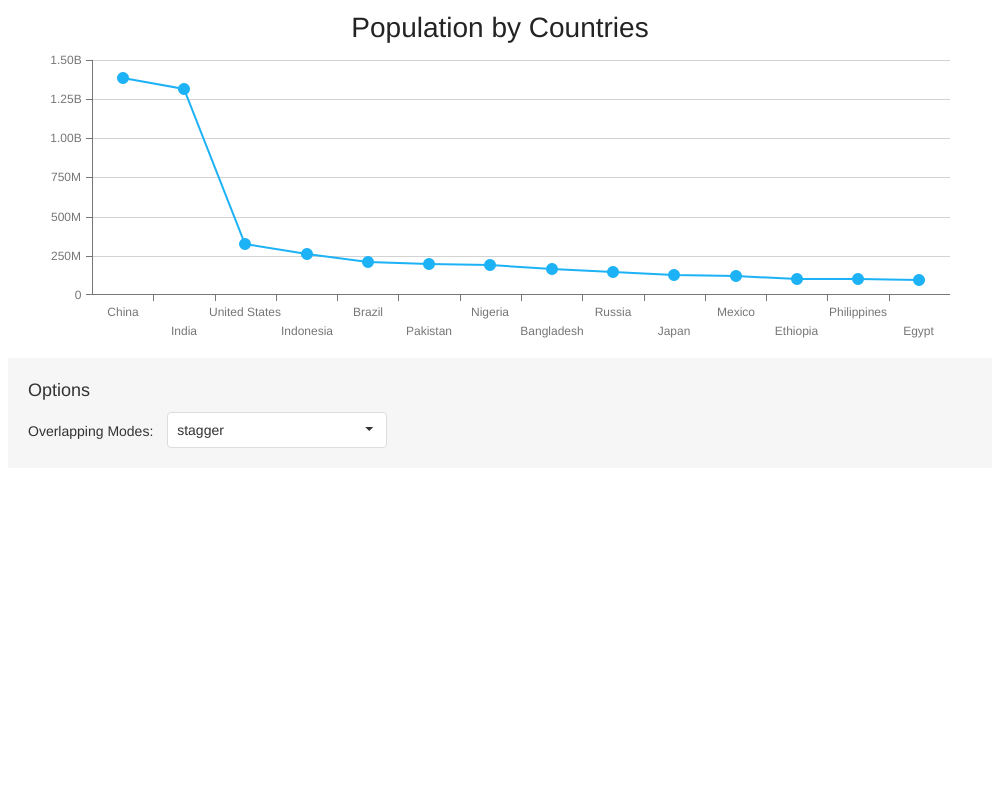 Population by Countries
1.50B
1.25B
1.00B
750M
500M
250M
0
China United States Brazil Nigeria Russia Mexico Philippines
India Indonesia Pakistan Bangladesh Japan Ethiopia Egypt
Options
Overlapping Modes: stagger